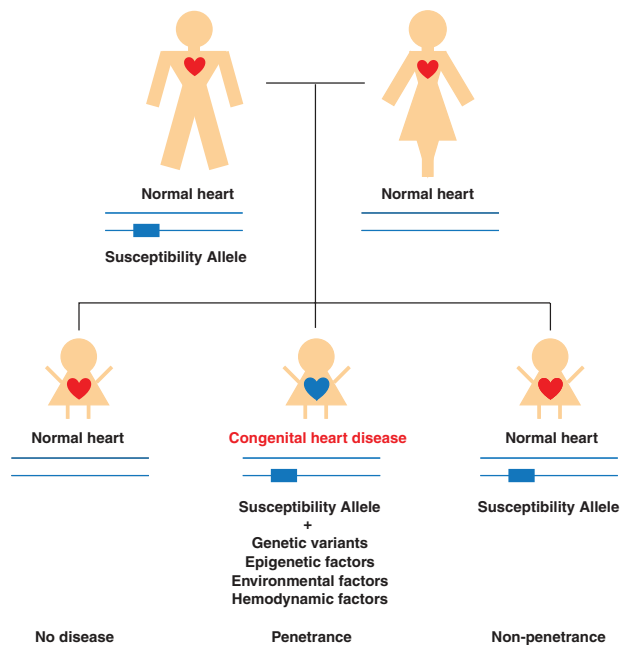 Normal heart
Normal heart
Susceptibility Allele
Normal heart
Congenital heart disease
Normal heart
Susceptibility Allele
+
Genetic variants
Epigenetic factors
Environmental factors
Hemodynamic factors
Susceptibility Allele
No disease
Penetrance
Non-penetrance